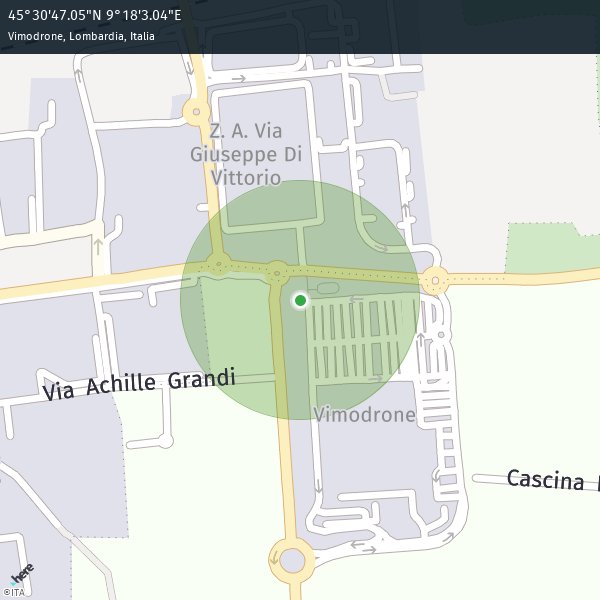 45°30'47.05"N 9°18'3.04"E
Vimodrone, Lombardia, Italia
Z. A. Via
Giuseppe Di
Vittorio
Via Achille Grandi
Vimodrone
Cascina
here
©ITA